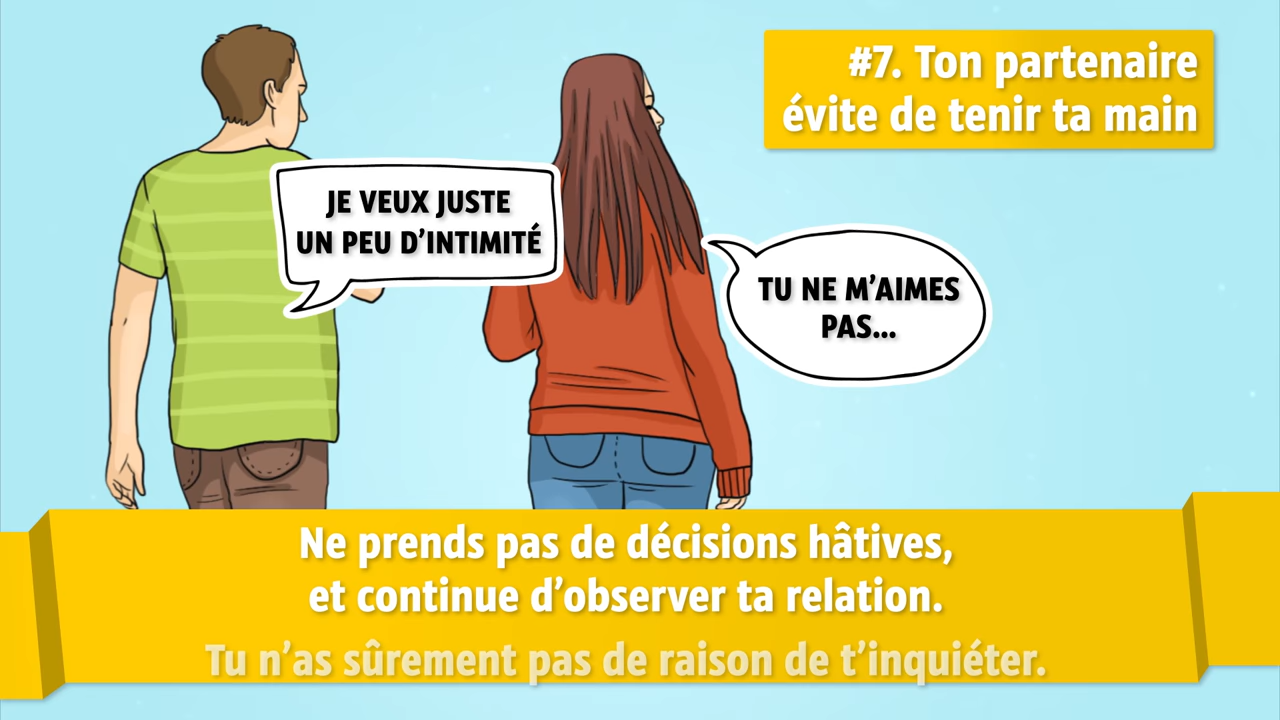 #7. Ton partenaire
évite de tenir ta main
JE VEUX JUSTE
UN PEU D’INTIMITÉ
TU NE M’AIMES
PAS...
Ne prends pas de décisions hâtives,
et continue d’observer ta relation.
Tu n’as sûrement pas de raison de t’inquiéter.